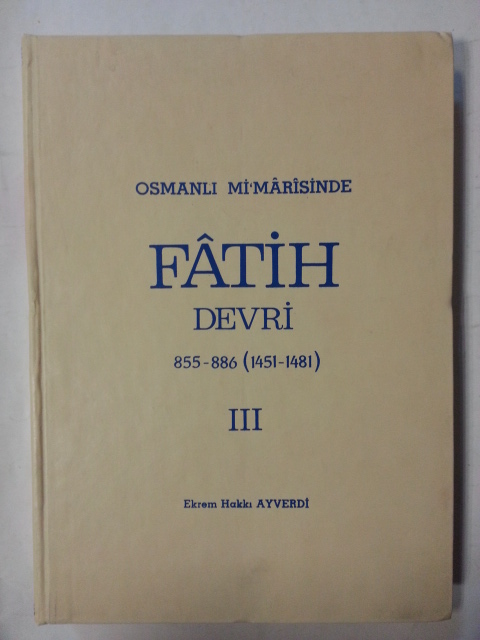 OSMANLI Mİ'MÂRÎSİNDE
FÂTİH
DEVRİ
855-886 (1451-1481)
III
Ekrem Hakkı AYVERDİ